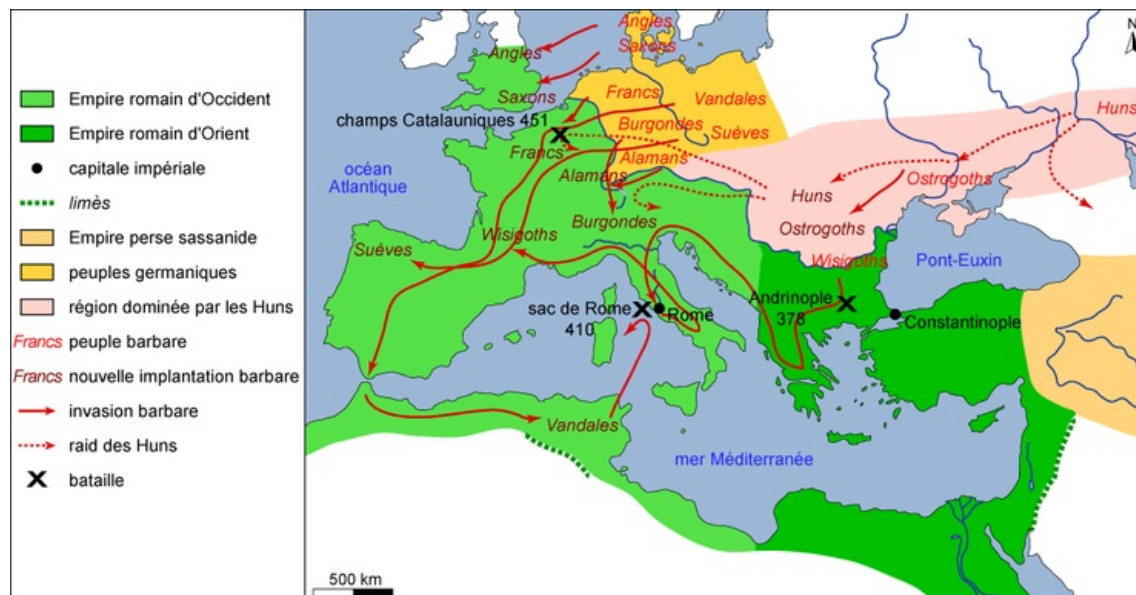 Empire romain d'Occident
Empire romain d'Orient
capitale impériale
limès
Empire perse sassanide
peuples germaniques
région dominée par les Huns
Francs peuple barbare
Francs nouvelle implantation barbare
invasion barbare
raid des Huns
bataille
N
Angles
Saxons
Angles
Saxons
Francs
Vandales
Huns
champs Catalauniques 451
Burgondes
Suèves
Francs
Alamans
océan
Atlantique
Alamans
Ostrogoths
Huns
Burgondes
Ostrogoths
Suèves
Wisigoths
Wisigoths
Pont-Euxin
Andrinople
378
sac de Rome
410
Rome
Constantinople
Vandales
mer Méditerranée
500 km